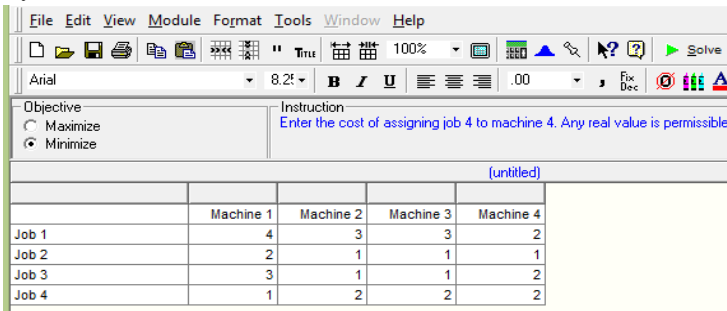 File Edit View Module Format Tools Window Help
" TITLE 100% Solve
Arial 8.25 B I U .00 , Fix Dec
Objective
Maximize
Minimize
Instruction
Enter the cost of assigning job 4 to machine 4. Any real value is permissible
(untitled)
Machine 1 Machine 2 Machine 3 Machine 4
Job 1 4 3 3 2
Job 2 2 1 1 1
Job 3 3 1 1 2
Job 4 1 2 2 2